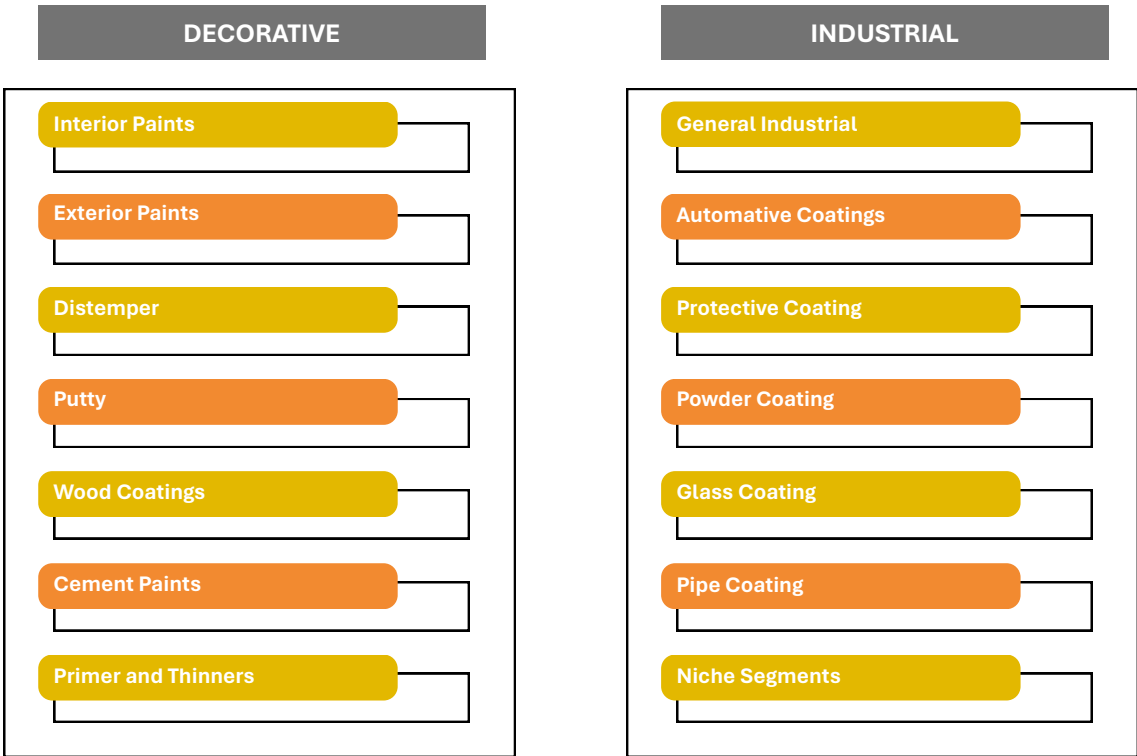 DECORATIVE
Interior Paints
Exterior Paints
Distemper
Putty
Wood Coatings
Cement Paints
Primer and Thinners
INDUSTRIAL
General Industrial
Automative Coatings
Protective Coating
Powder Coating
Glass Coating
Pipe Coating
Niche Segments